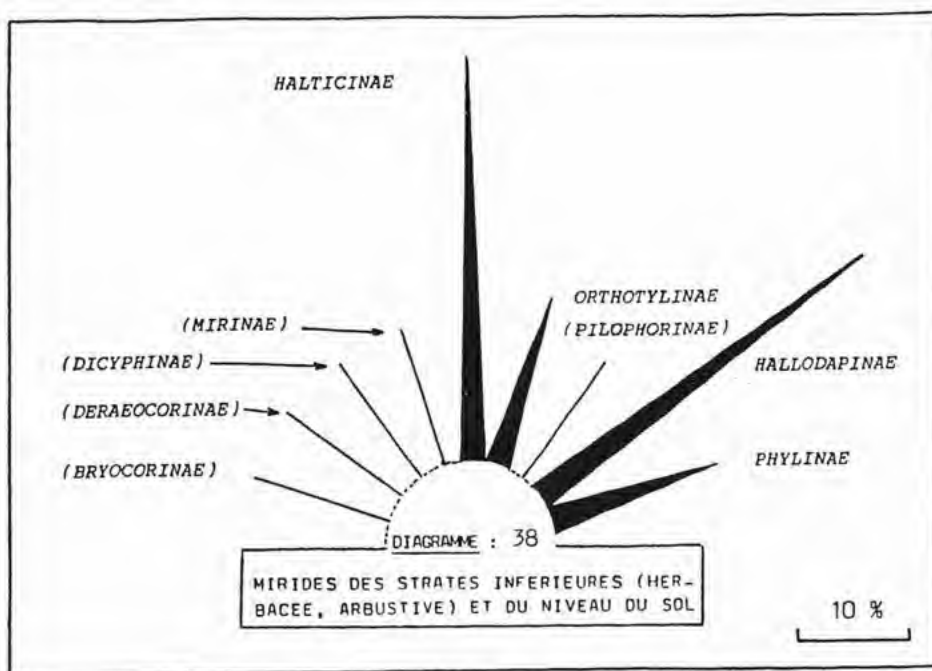 HALTICINAE
ORTHOTYLINAE
(MIRINAE)
(PILOPHORINAE)
(DICYPHINAE)
HALLODAPINAE
(DERAEOCORINAE)
(BRYOCORINAE)
PHYLINAE
DIAGRAMME : 38
MIRIDES DES STRATES INFERIEURES (HER-
BACEE, ARBUSTIVE) ET DU NIVEAU DU SOL
10 %